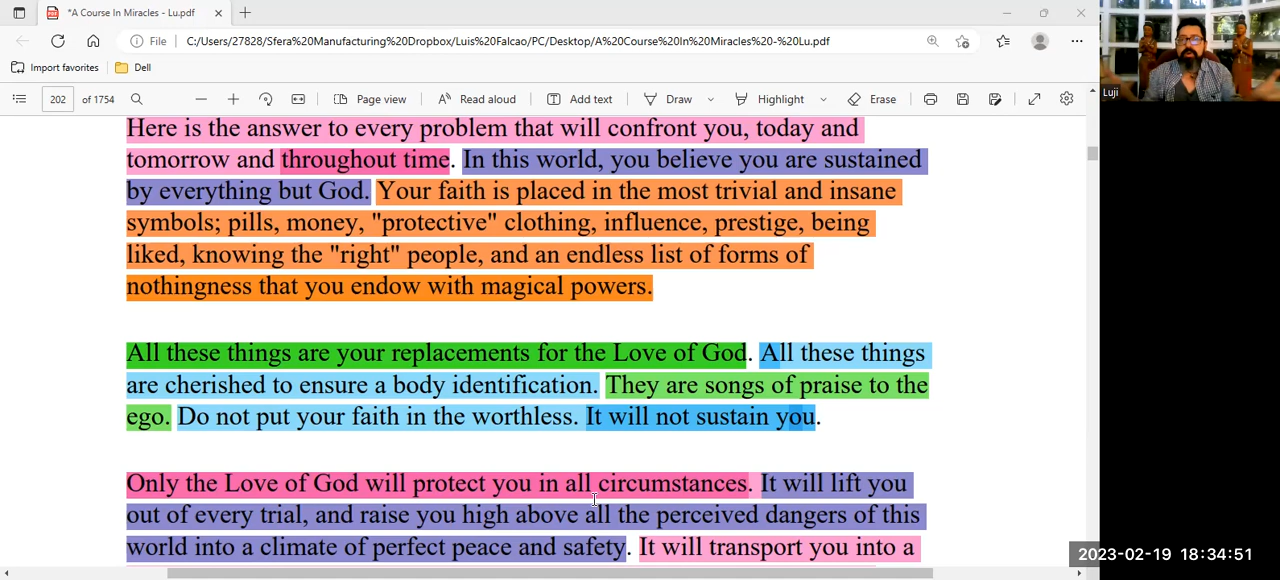 *A Course In Miracles - Lu.pdf
File C:/Users/27828/Sfera%20Manufacturing%20Dropbox/Luis%20Falcao/PC/Desktop/A%20Course%20In%20Miracles%20-%20Lu.pdf
Import favorites Dell
202 of 1754 Page view Read aloud Add text Draw Highlight Erase
Luji
Here is the answer to every problem that will confront you, today and
tomorrow and throughout time. In this world, you believe you are sustained
by everything but God. Your faith is placed in the most trivial and insane
symbols; pills, money, "protective" clothing, influence, prestige, being
liked, knowing the "right" people, and an endless list of forms of
nothingness that you endow with magical powers.
All these things are your replacements for the Love of God. All these things
are cherished to ensure a body identification. They are songs of praise to the
ego. Do not put your faith in the worthless. It will not sustain you.
Only the Love of God will protect you in all circumstances. It will lift you
out of every trial, and raise you high above all the perceived dangers of this
world into a climate of perfect peace and safety. It will transport you into a
2023-02-19 18:34:51